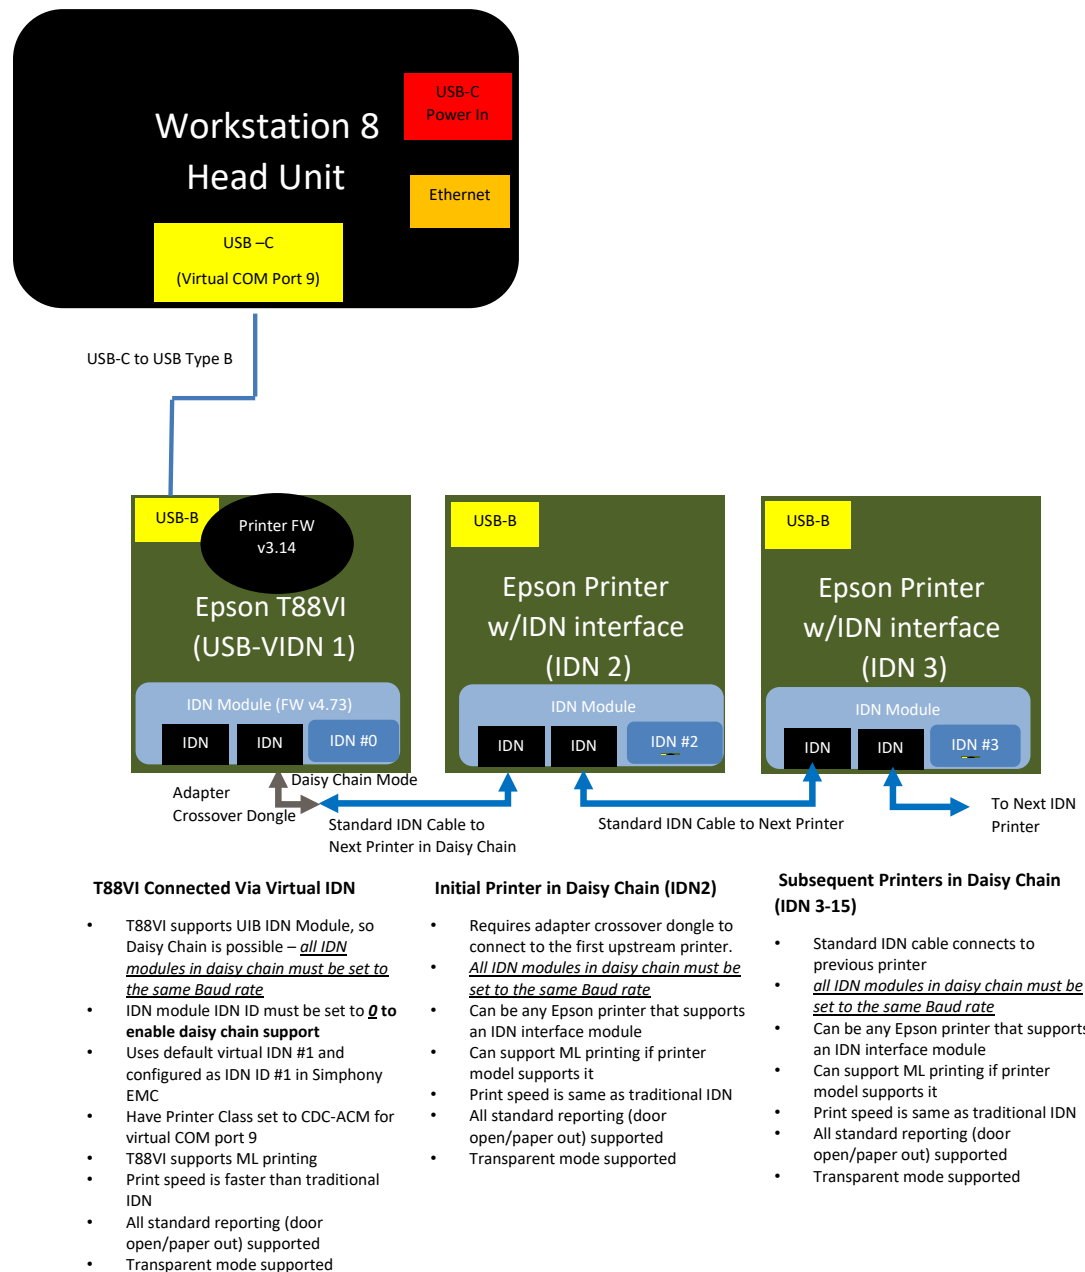 USB-C
Power In
Workstation 8
Head Unit
Ethernet
USB –C
(Virtual COM Port 9)
USB-C to USB Type B
USB-B
Printer FW
v3.14
Epson T88VI
(USB-VIDN 1)
IDN Module (FW v4.73)
IDN
IDN
IDN #0
USB-B
Epson Printer
w/IDN interface
(IDN 2)
IDN Module
IDN
IDN
IDN #2
USB-B
Epson Printer
w/IDN interface
(IDN 3)
IDN Module
IDN
IDN
IDN #3
Daisy Chain Mode
Adapter
Crossover Dongle
Standard IDN Cable to
Next Printer in Daisy Chain
Standard IDN Cable to Next Printer
To Next IDN
Printer
T88VI Connected Via Virtual IDN
• T88VI supports UIB IDN Module, so
Daisy Chain is possible – all IDN
modules in daisy chain must be set to
the same Baud rate
• IDN module IDN ID must be set to 0 to
enable daisy chain support
• Uses default virtual IDN #1 and
configured as IDN ID #1 in Simphony
EMC
• Have Printer Class set to CDC-ACM for
virtual COM port 9
• T88VI supports ML printing
• Print speed is faster than traditional
IDN
• All standard reporting (door
open/paper out) supported
• Transparent mode supported
Initial Printer in Daisy Chain (IDN2)
• Requires adapter crossover dongle to
connect to the first upstream printer.
• All IDN modules in daisy chain must be
set to the same Baud rate
• Can be any Epson printer that supports
an IDN interface module
• Can support ML printing if printer
model supports it
• Print speed is same as traditional IDN
• All standard reporting (door
open/paper out) supported
• Transparent mode supported
Subsequent Printers in Daisy Chain
(IDN 3-15)
• Standard IDN cable connects to
previous printer
• all IDN modules in daisy chain must be
set to the same Baud rate
• Can be any Epson printer that supports
an IDN interface module
• Can support ML printing if printer
model supports it
• Print speed is same as traditional IDN
• All standard reporting (door
open/paper out) supported
• Transparent mode supported